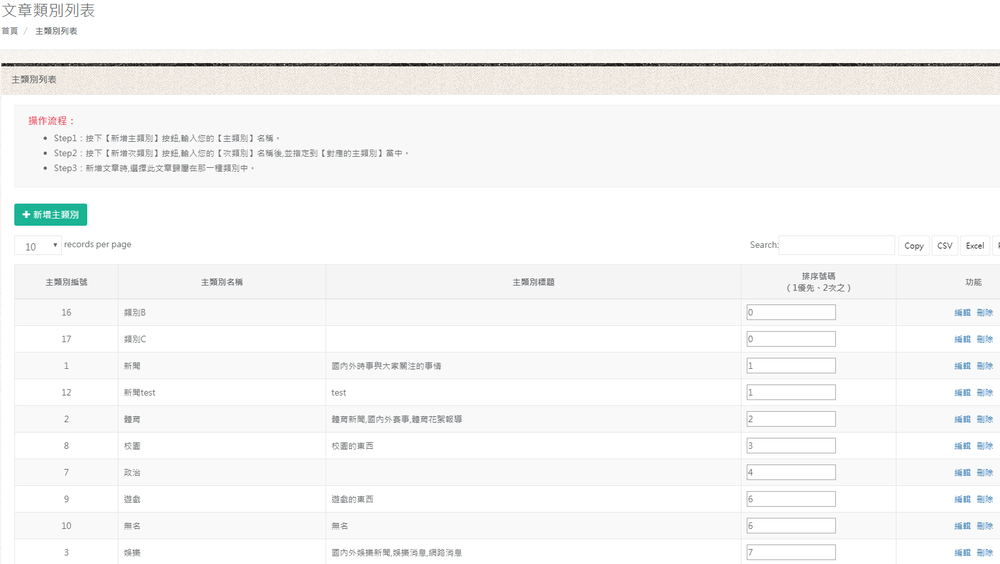 文章類別列表
首頁 / 主類別列表
主類別列表
操作流程：
Step1：按下【新增主類別】按鈕,輸入您的【主類別】名稱。
Step2：按下【新增次類別】按鈕,輸入您的【次類別】名稱後,並指定到【對應的主類別】當中。
Step3：新增文章時,選擇此文章歸屬在那一種類別中。
新增主類別
10 records per page Search: Copy CSV Excel
主類別編號 主類別名稱 主類別標題 排序號碼 功能
（1優先、2次之）
16 類別B 0 編輯 刪除
17 類別C 0 編輯 刪除
1 新聞 國內外時事與大家關注的事情 1 編輯 刪除
12 新聞test test 1 編輯 刪除
2 體育 體育新聞,國內外賽事,體育花絮報導 2 編輯 刪除
8 校園 校園的東西 3 編輯 刪除
7 政治 4 編輯 刪除
9 遊戲 遊戲的東西 6 編輯 刪除
10 無名 無名 6 編輯 刪除
3 娛樂 國內外娛樂新聞,娛樂消息,網路消息 7 編輯 刪除